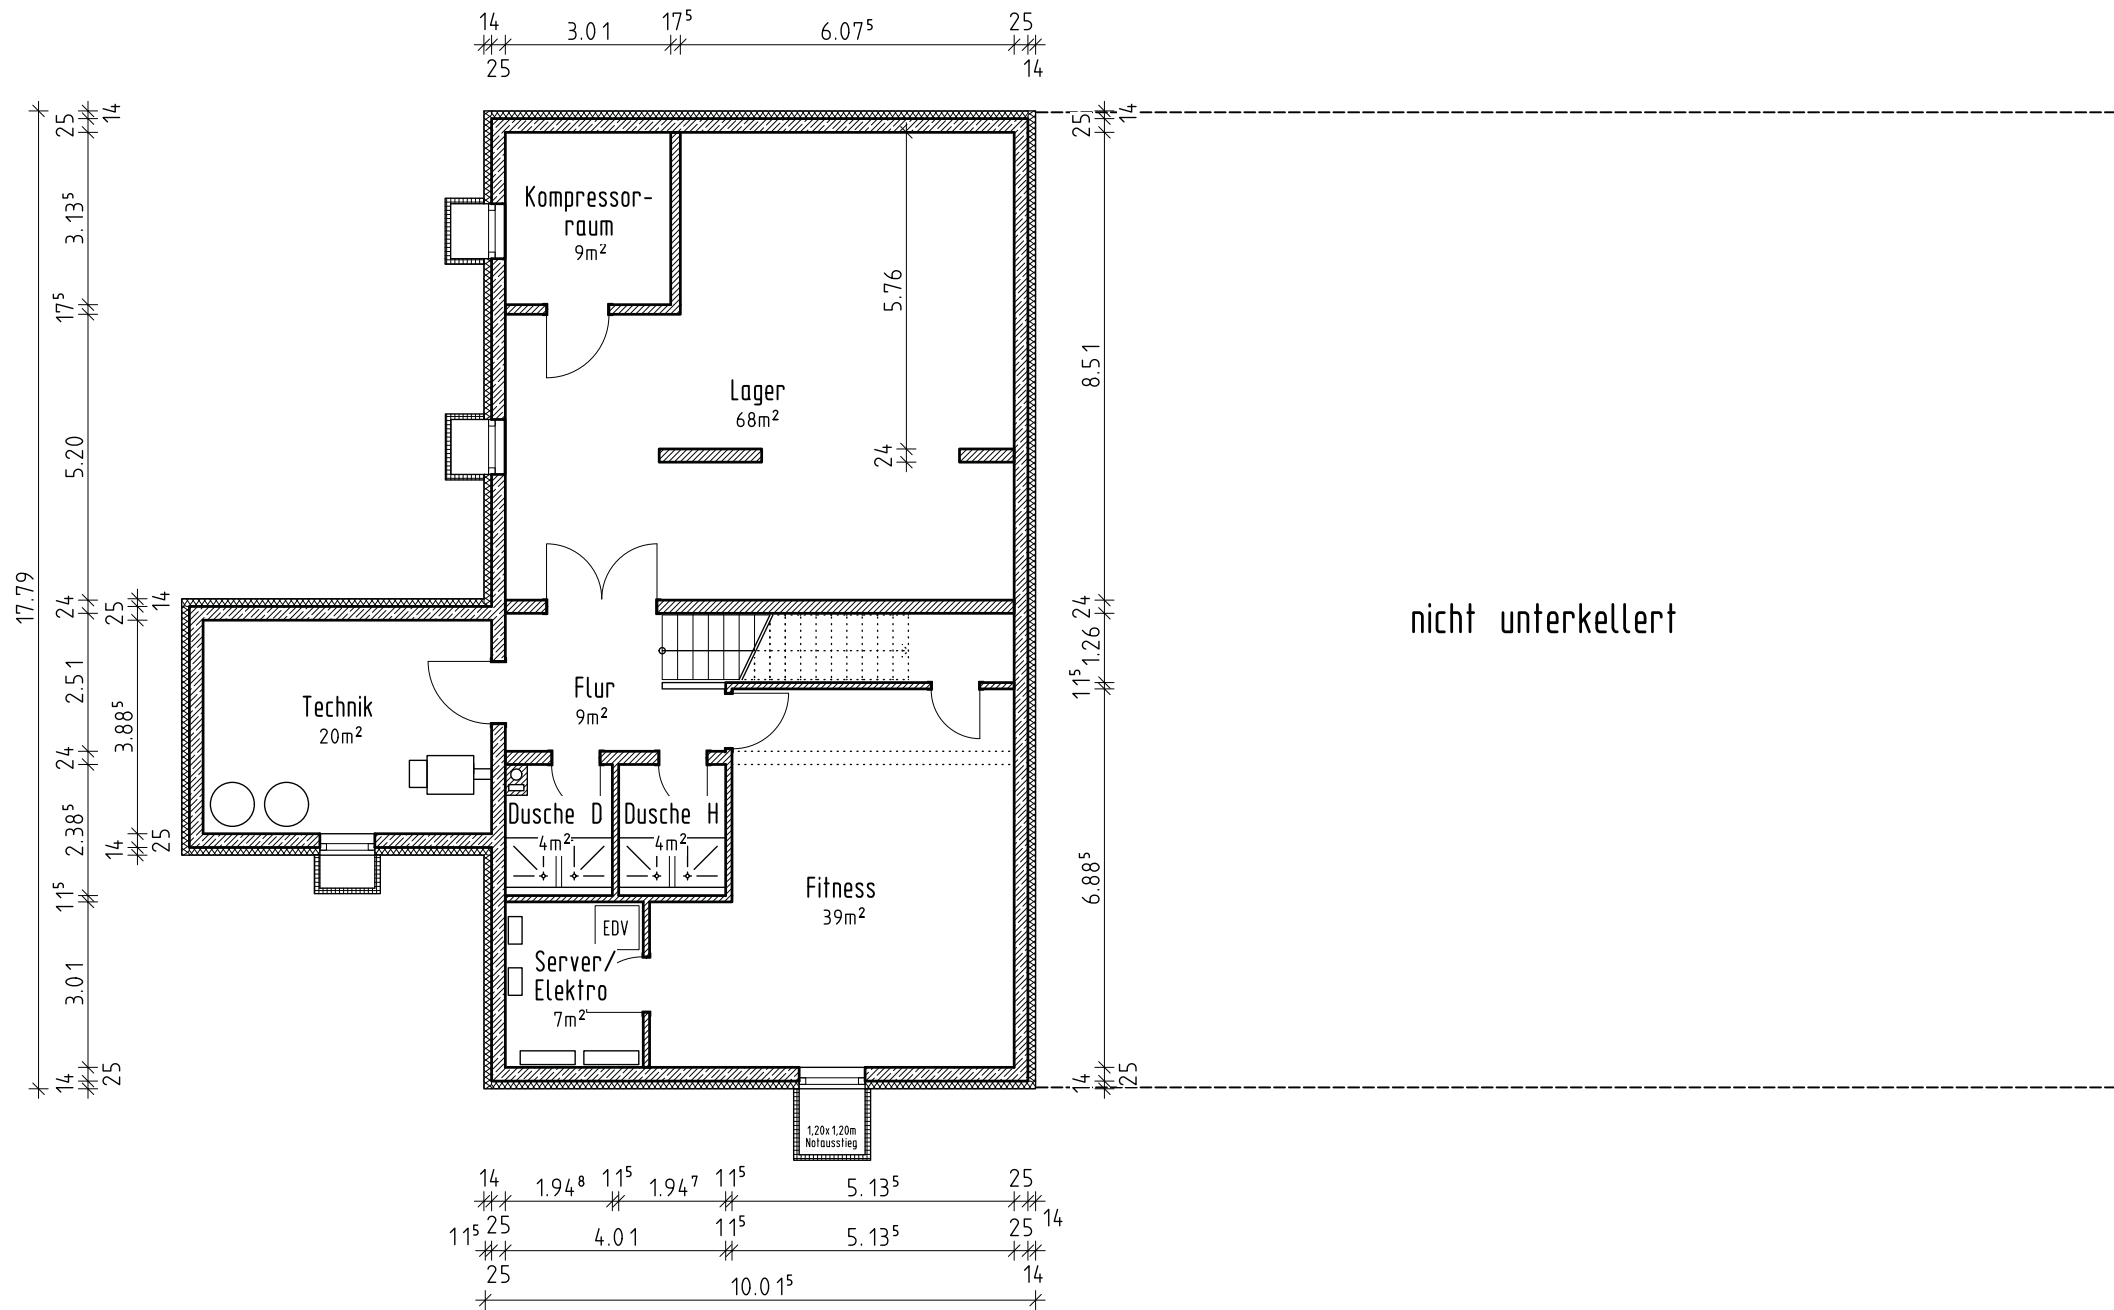 14 3.01 17⁵ 6.07⁵ 25
25 14
25 14
3.13⁵
17⁵
5.20
24
2.51
24
2.38⁵
11⁵
3.01
14 25
17.79
25 14
3.88⁵
14 25
25 14
8.51
24
1.26
11⁵
6.88⁵
14 25
Kompressor-
raum
9m²
5.76
24
Lager
68m²
nicht unterkellert
Flur
9m²
Technik
20m²
Dusche D
4m²
Dusche H
4m²
Fitness
39m²
EDV
Server/
Elektro
7m²
1,20x1,20m
Notausstieg
14 1.94⁸ 11⁵ 1.94⁷ 11⁵ 5.13⁵ 25
25 14
11⁵ 4.01 11⁵ 5.13⁵ 25
25 14
10.01⁵